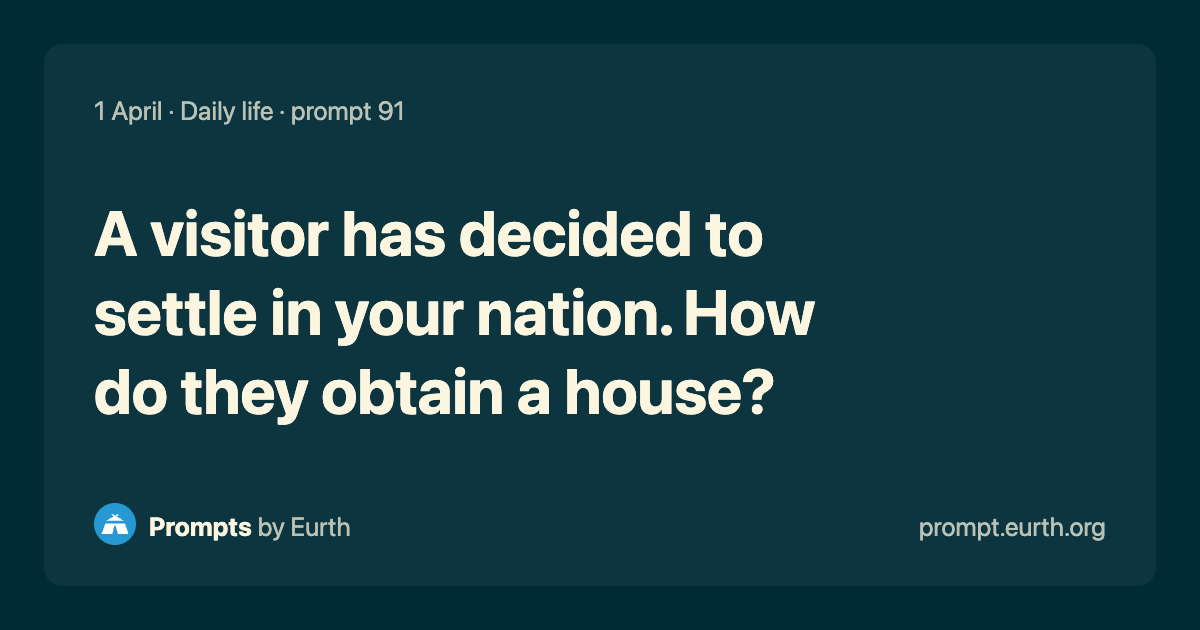 1 April · Daily life · prompt 91
A visitor has decided to
settle in your nation. How
do they obtain a house?
Prompts by Eurth
prompt.eurth.org